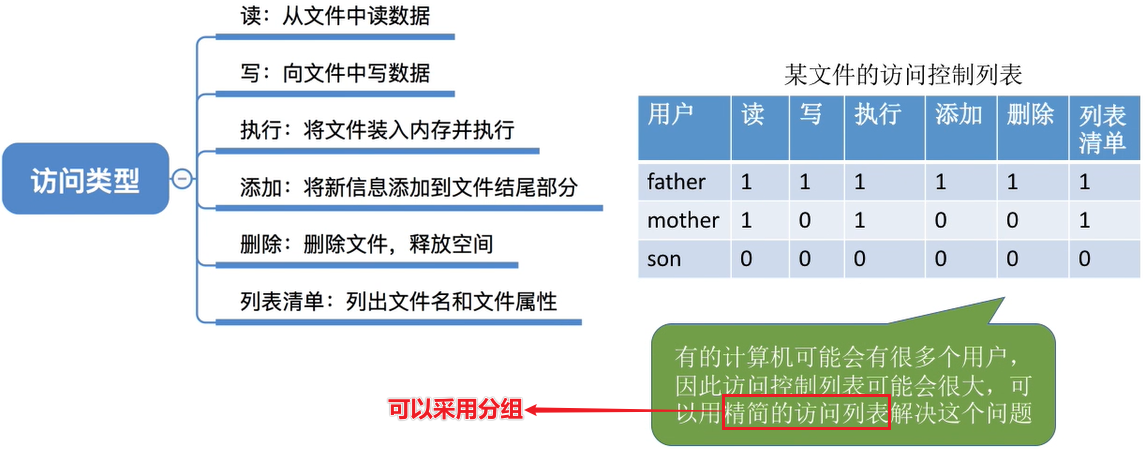 访问类型
读：从文件中读数据
写：向文件中写数据
执行：将文件装入内存并执行
添加：将新信息添加到文件结尾部分
删除：删除文件，释放空间
列表清单：列出文件名和文件属性
某文件的访问控制列表
用户 读 写 执行 添加 删除 列表清单
father 1 1 1 1 1 1
mother 1 0 1 0 0 1
son 0 0 0 0 0 0
有的计算机可能会有很多个用户，
因此访问控制列表可能会很大，可
以用精简的访问列表解决这个问题
可以采用分组